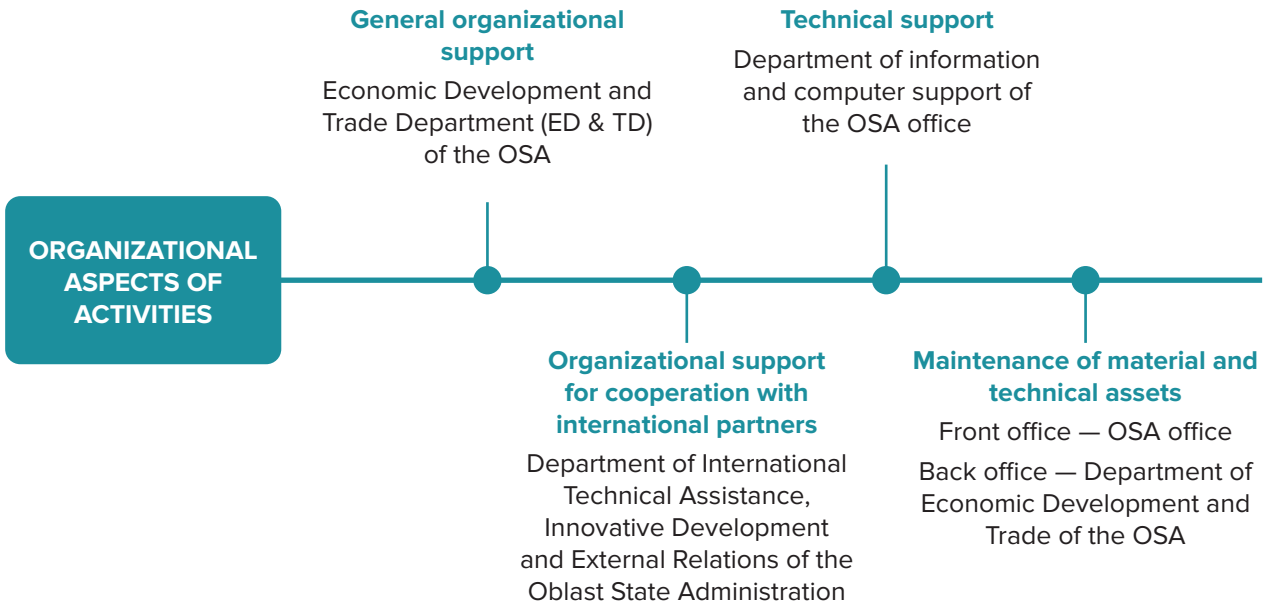 ORGANIZATIONAL
ASPECTS OF
ACTIVITIES
General organizational
support
Economic Development and
Trade Department (ED & TD)
of the OSA
Organizational support
for cooperation with
international partners
Department of International
Technical Assistance,
Innovative Development
and External Relations of the
Oblast State Administration
Technical support
Department of information
and computer support of
the OSA office
Maintenance of material and
technical assets
Front office — OSA office
Back office — Department of
Economic Development and
Trade of the OSA